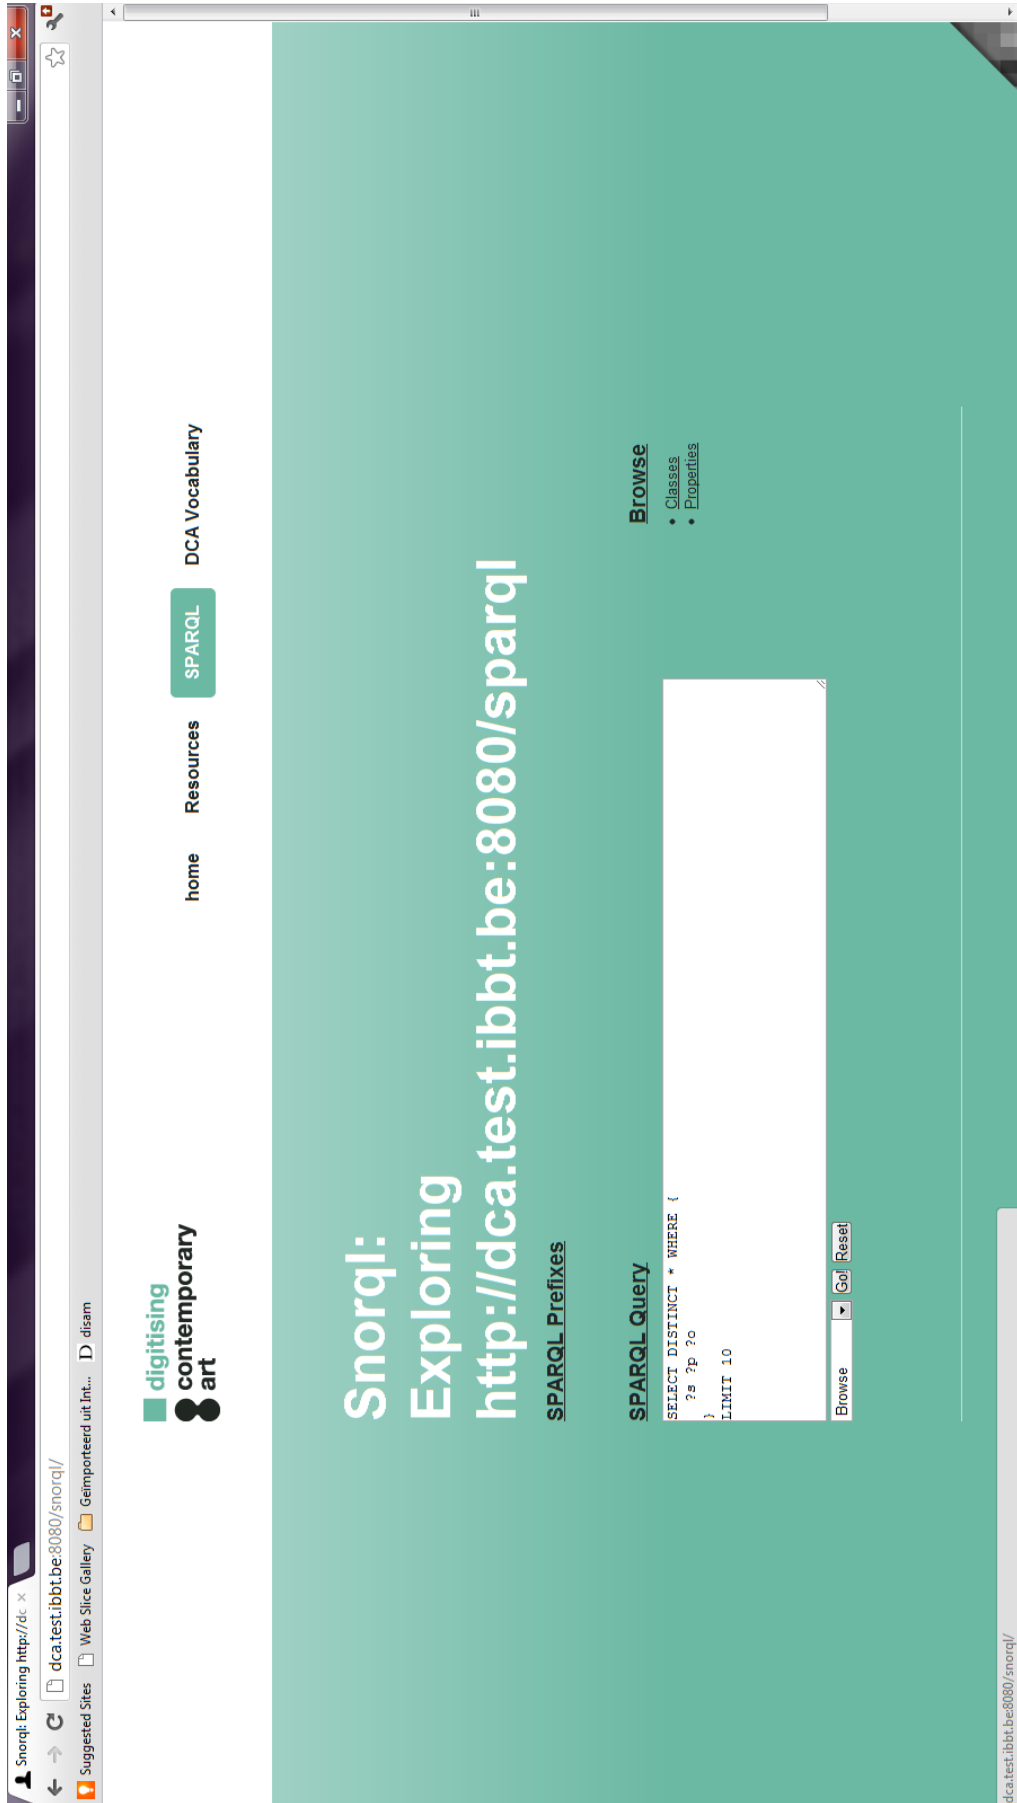 Snorql: Exploring http://dc
dca.test.ibbt.be:8080/snorql/
Suggested Sites Web Slice Gallery Geïmporteerd uit Int... D disam
digitising
contemporary
art
home Resources SPARQL DCA Vocabulary
Snorql:
Exploring
http://dca.test.ibbt.be:8080/sparql
SPARQL Prefixes
SPARQL Query
SELECT DISTINCT * WHERE {
?s ?p ?o
}
LIMIT 10
Browse Go! Reset
Browse
• Classes
• Properties
dca.test.ibbt.be:8080/snorql/